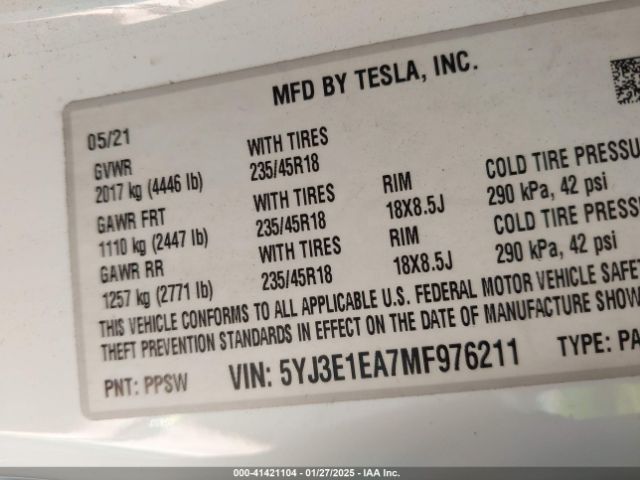 MFD BY TESLA, INC.
05/21
GVWR WITH TIRES
2017 kg (4446 lb) 235/45R18
GAWR FRT WITH TIRES RIM COLD TIRE
1110 kg (2447 lb) 235/45R18 18X8.5J 290 kPa, 42 psi
GAWR RR WITH TIRES RIM COLD TIRE
1257 kg (2771 lb) 235/45R18 18X8.5J 290 kPa, 42 psi
THIS VEHICLE CONFORMS TO ALL APPLICABLE U.S. FEDERAL MOTOR VEHICLE
THEFT PREVENTION STANDARDS IN EFFECT ON THE DATE OF MANUFACTURE
PNT: PPSW VIN: 5YJ3E1EA7MF976211 TYPE: PA
000-41421104 - 01/27/2025 - IAA Inc.